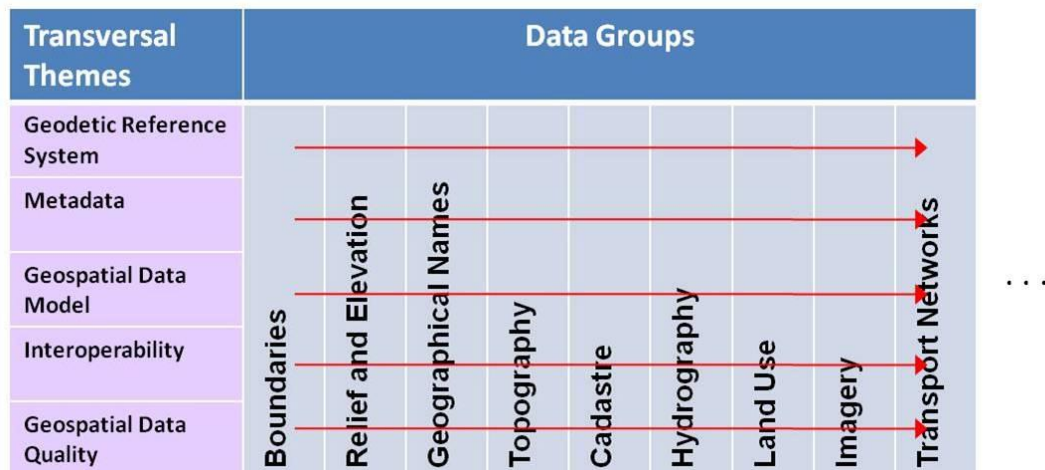 Transversal
Themes
Data Groups
Geodetic Reference
System
Metadata
Geospatial Data
Model
Interoperability
Geospatial Data
Quality
Boundaries
Relief and Elevation
Geographical Names
Topography
Cadastre
Hydrography
Land Use
Imagery
Transport Networks
. . .